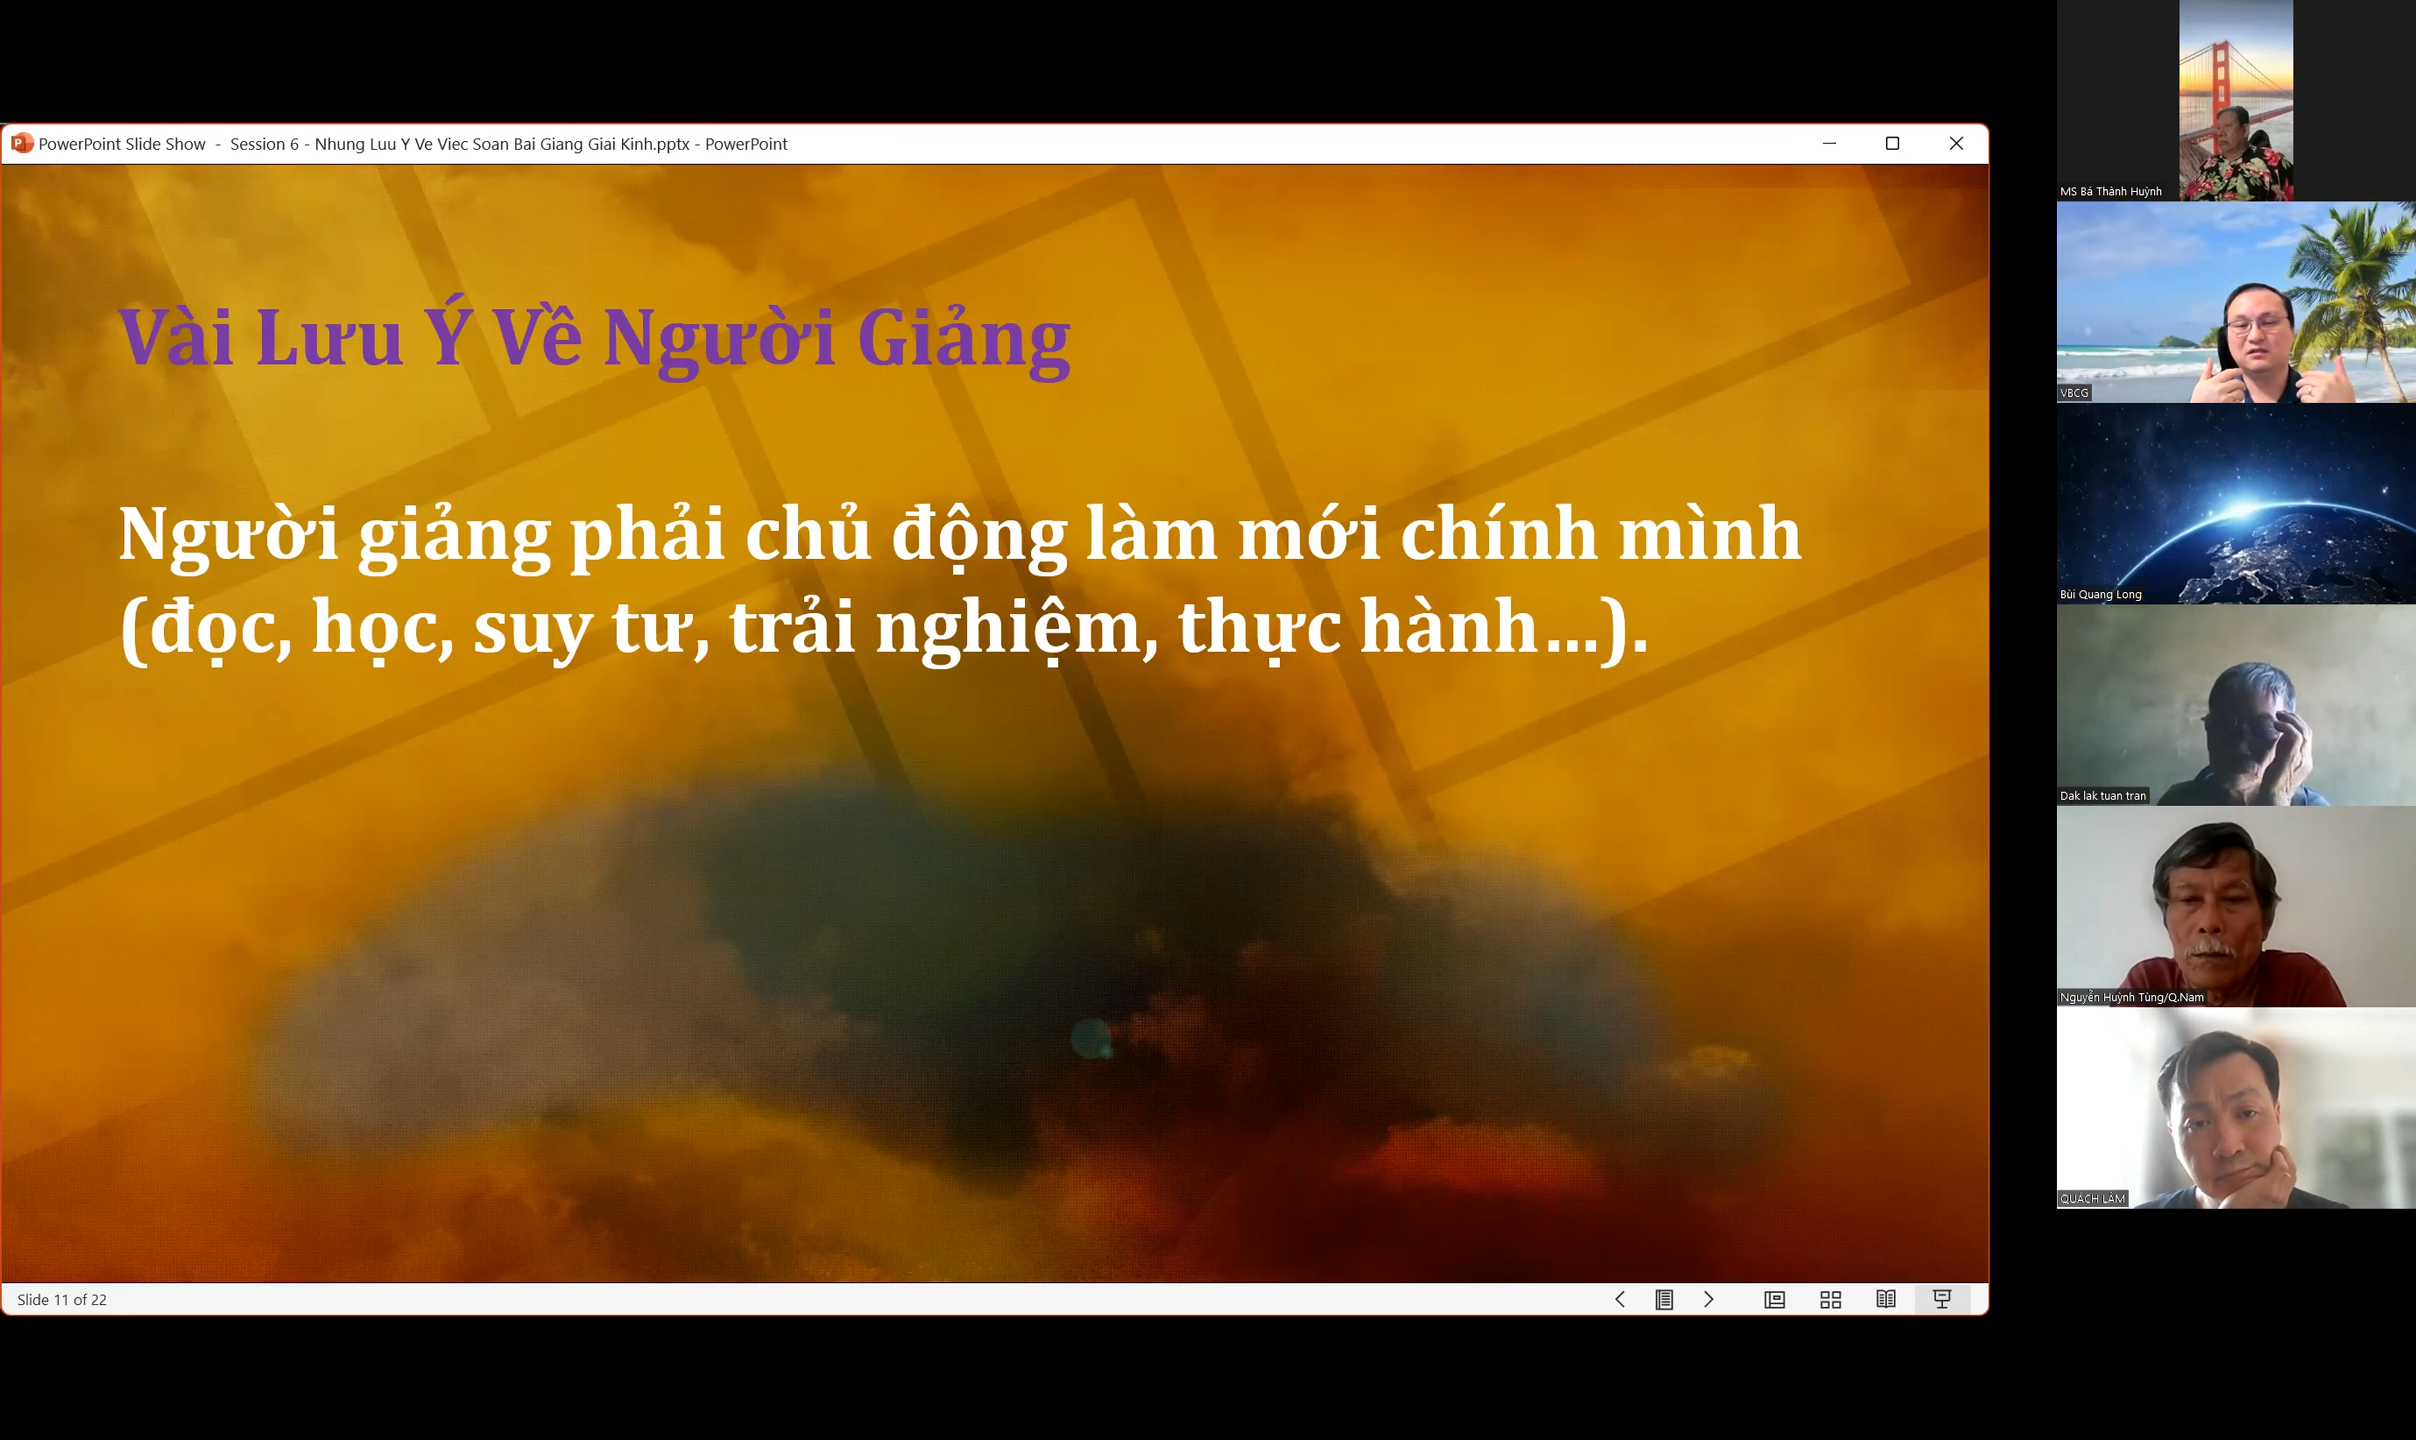 PowerPoint Slide Show - Session 6 - Nhung Luu Y Ve Viec Soan Bai Giang Giai Kinh.pptx - PowerPoint
Vài Lưu Ý Về Người Giảng
Người giảng phải chủ động làm mới chính mình
(đọc, học, suy tư, trải nghiệm, thực hành...).
Slide 11 of 22
MS Bá Thành Huỳnh
VBCG
Bùi Quang Long
Dak lak tuan tran
Nguyễn Huỳnh Tùng/Q.Nam
QUÁCH LÂM